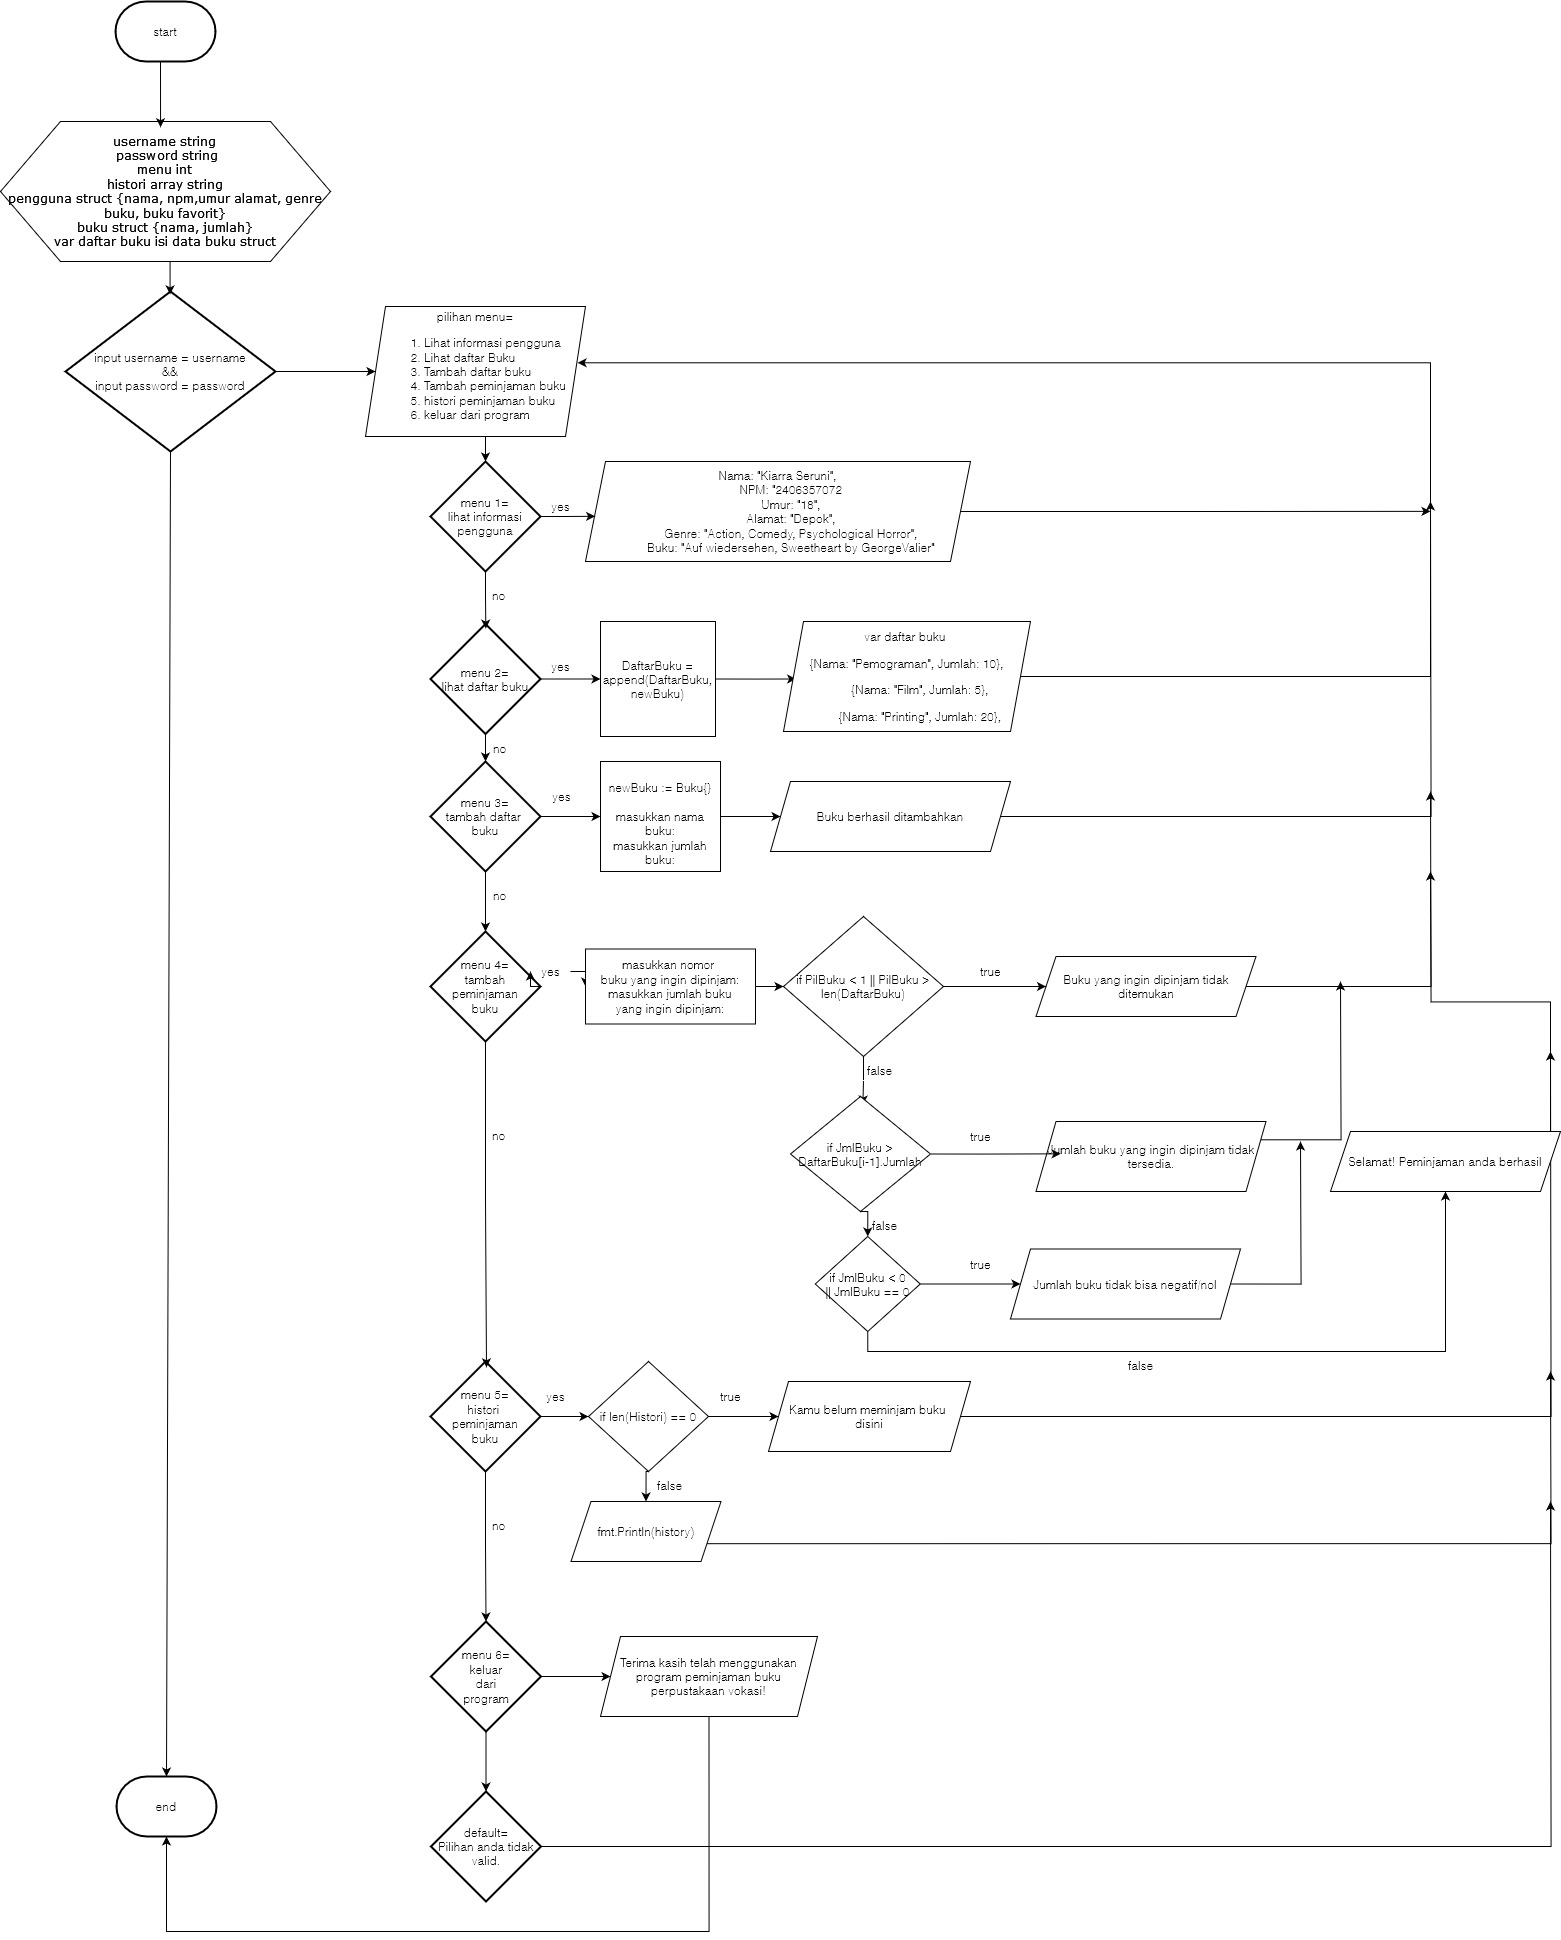 start
username string
password string
menu int
histori array string
pengguna struct {nama, npm,umur alamat, genre
buku, buku favorit}
buku struct {nama, jumlah}
var daftar buku isi data buku struct
input username = username
&&
input password = password
pilihan menu=
1. Lihat informasi pengguna
2. Lihat daftar Buku
3. Tambah daftar buku
4. Tambah peminjaman buku
5. histori peminjaman buku
6. keluar dari program
menu 1=
lihat informasi
pengguna
yes
Nama: "Kiarra Seruni",
NPM: "2406357072
Umur: "18",
Alamat: "Depok",
Genre: "Action, Comedy, Psychological Horror",
Buku: "Auf wiedersehen, Sweetheart by GeorgeValier"
no
menu 2=
lihat daftar buku
yes
DaftarBuku =
append(DaftarBuku,
newBuku)
var daftar buku
{Nama: "Pemograman", Jumlah: 10},
{Nama: "Film", Jumlah: 5},
{Nama: "Printing", Jumlah: 20},
no
menu 3=
tambah daftar
buku
yes
newBuku := Buku{}
masukkan nama
buku:
masukkan jumlah
buku:
Buku berhasil ditambahkan
no
menu 4=
tambah
peminjaman
buku
yes
masukkan nomor
buku yang ingin dipinjam:
masukkan jumlah buku
yang ingin dipinjam:
if PilBuku < 1 || PilBuku >
len(DaftarBuku)
true
Buku yang ingin dipinjam tidak
ditemukan
false
if JmlBuku >
DaftarBuku[i-1].Jumlah
true
Jumlah buku yang ingin dipinjam tidak
tersedia.
Selamat! Peminjaman anda berhasil
no
false
if JmlBuku < 0
|| JmlBuku == 0
true
Jumlah buku tidak bisa negatif/nol
false
menu 5=
histori
peminjaman
buku
yes
if len(Histori) == 0
true
Kamu belum meminjam buku
disini
false
fmt.Println(history)
no
menu 6=
keluar
dari
program
Terima kasih telah menggunakan
program peminjaman buku
perpustakaan vokasi!
end
default=
Pilihan anda tidak
valid.